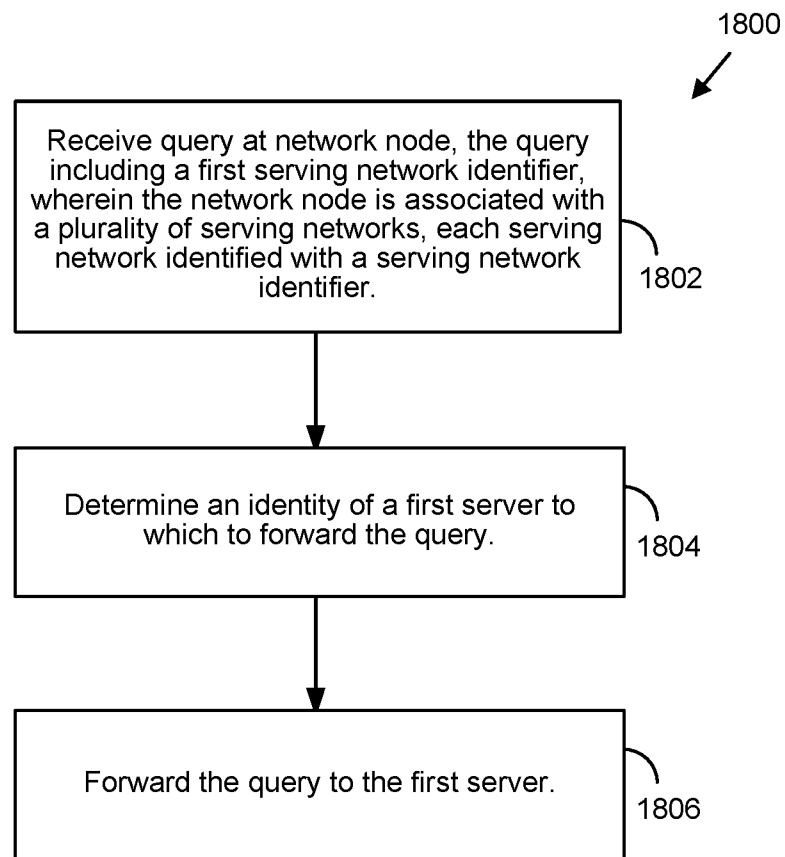 1800
Receive query at network node, the query
including a first serving network identifier,
wherein the network node is associated with
a plurality of serving networks, each serving
network identified with a serving network
identifier.
1802
Determine an identity of a first server to
which to forward the query.
1804
Forward the query to the first server.
1806